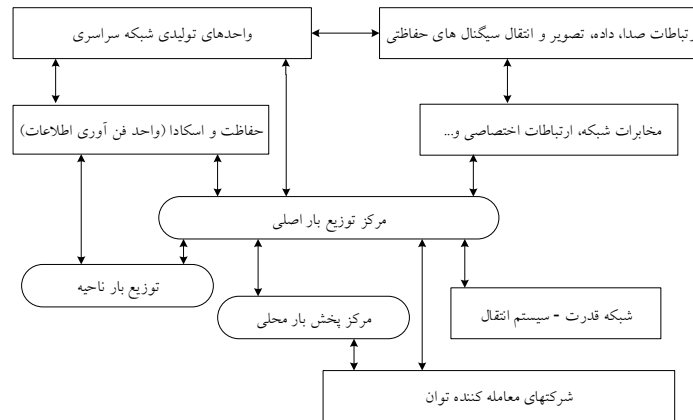 واحدهای تولیدی شبکه سراسری
رتباطات صدا، داده، تصویر و انتقال سیگنال های حفاظتی
حفاظت و اسکادا (واحد فن آوری اطلاعات)
مخابرات شبکه، ارتباطات اختصاصی و...
مرکز توزیع بار اصلی
توزیع بار ناحیه
مرکز پخش بار محلی
شبکه قدرت - سیستم انتقال
شرکتهای معامله کننده توان